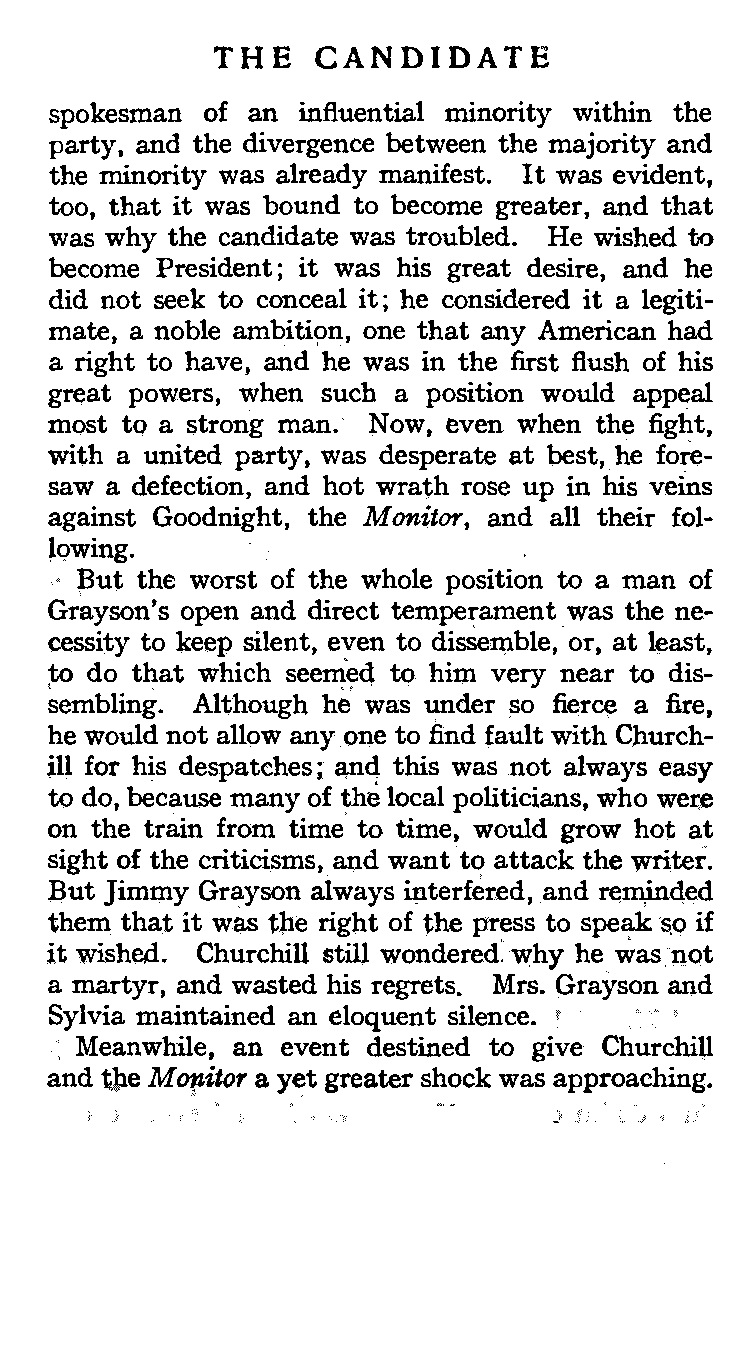 THE CANDIDATE
spokesman of an influential minority within the
party, and the divergence between the majority and
the minority was already manifest. It was evident,
too, that it was bound to become greater, and that
was why the candidate was troubled. He wished to
become President; it was his great desire, and he
did not seek to conceal it; he considered it a legiti-
mate, a noble ambition, one that any American had
a right to have, and he was in the first flush of his
great powers, when such a position would appeal
most to a strong man. Now, even when the fight,
with a united party, was desperate at best, he fore-
saw a defection, and hot wrath rose up in his veins
against Goodnight, the Monitor, and all their fol-
lowing.
But the worst of the whole position to a man of
Grayson's open and direct temperament was the ne-
cessity to keep silent, even to dissemble, or, at least,
to do that which seemed to him very near to dis-
sembling. Although he was under so fierce a fire,
he would not allow any one to find fault with Church-
ill for his despatches; and this was not always easy
to do, because many of the local politicians, who were
on the train from time to time, would grow hot at
sight of the criticisms, and want to attack the writer.
But Jimmy Grayson always interfered, and reminded
them that it was the right of the press to speak so if
it wished. Churchill still wondered why he was not
a martyr, and wasted his regrets. Mrs. Grayson and
Sylvia maintained an eloquent silence.
Meanwhile, an event destined to give Churchill
and the Monitor a yet greater shock was approaching.